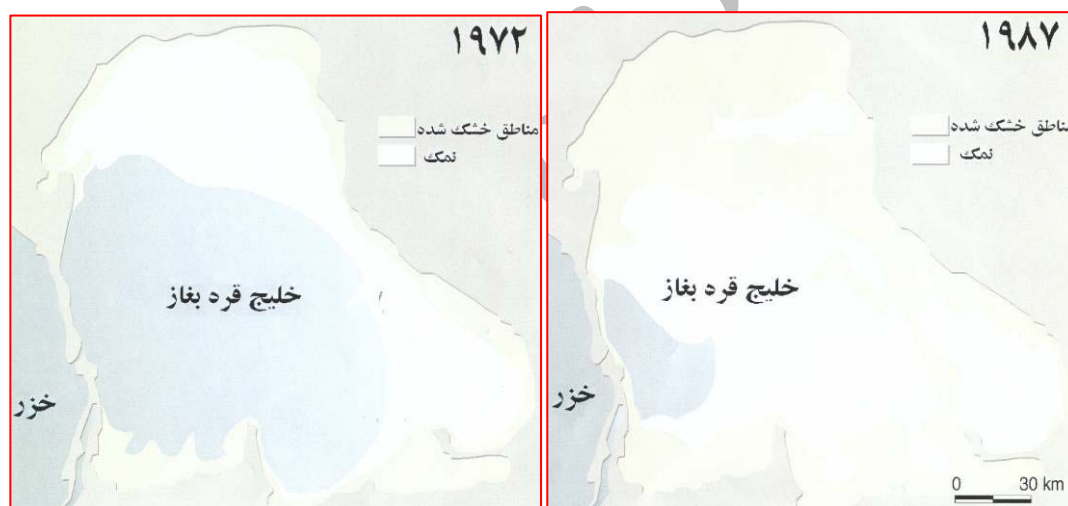 ۱۹۷۲
مناطق خشک شده
نمک
خلیج قره بغاز
خزر
۱۹۸۷
مناطق خشک شده
نمک
خلیج قره بغاز
خزر
0 30 km